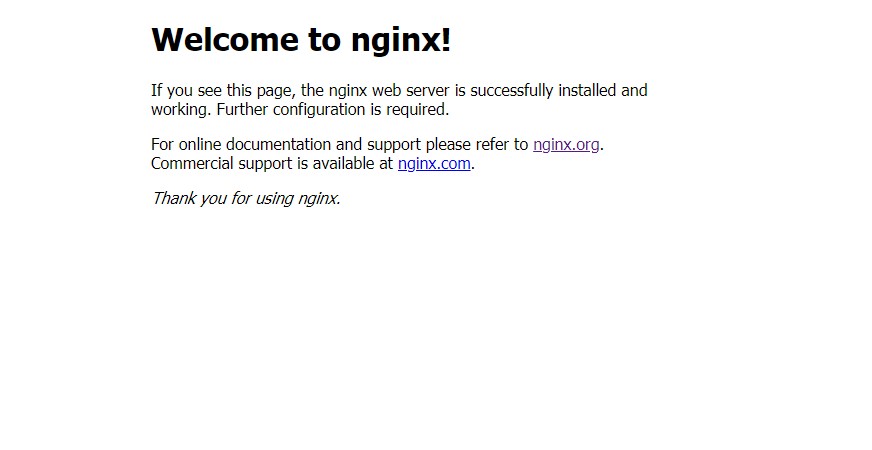 Welcome to nginx!
If you see this page, the nginx web server is successfully installed and
working. Further configuration is required.
For online documentation and support please refer to nginx.org.
Commercial support is available at nginx.com.
Thank you for using nginx.